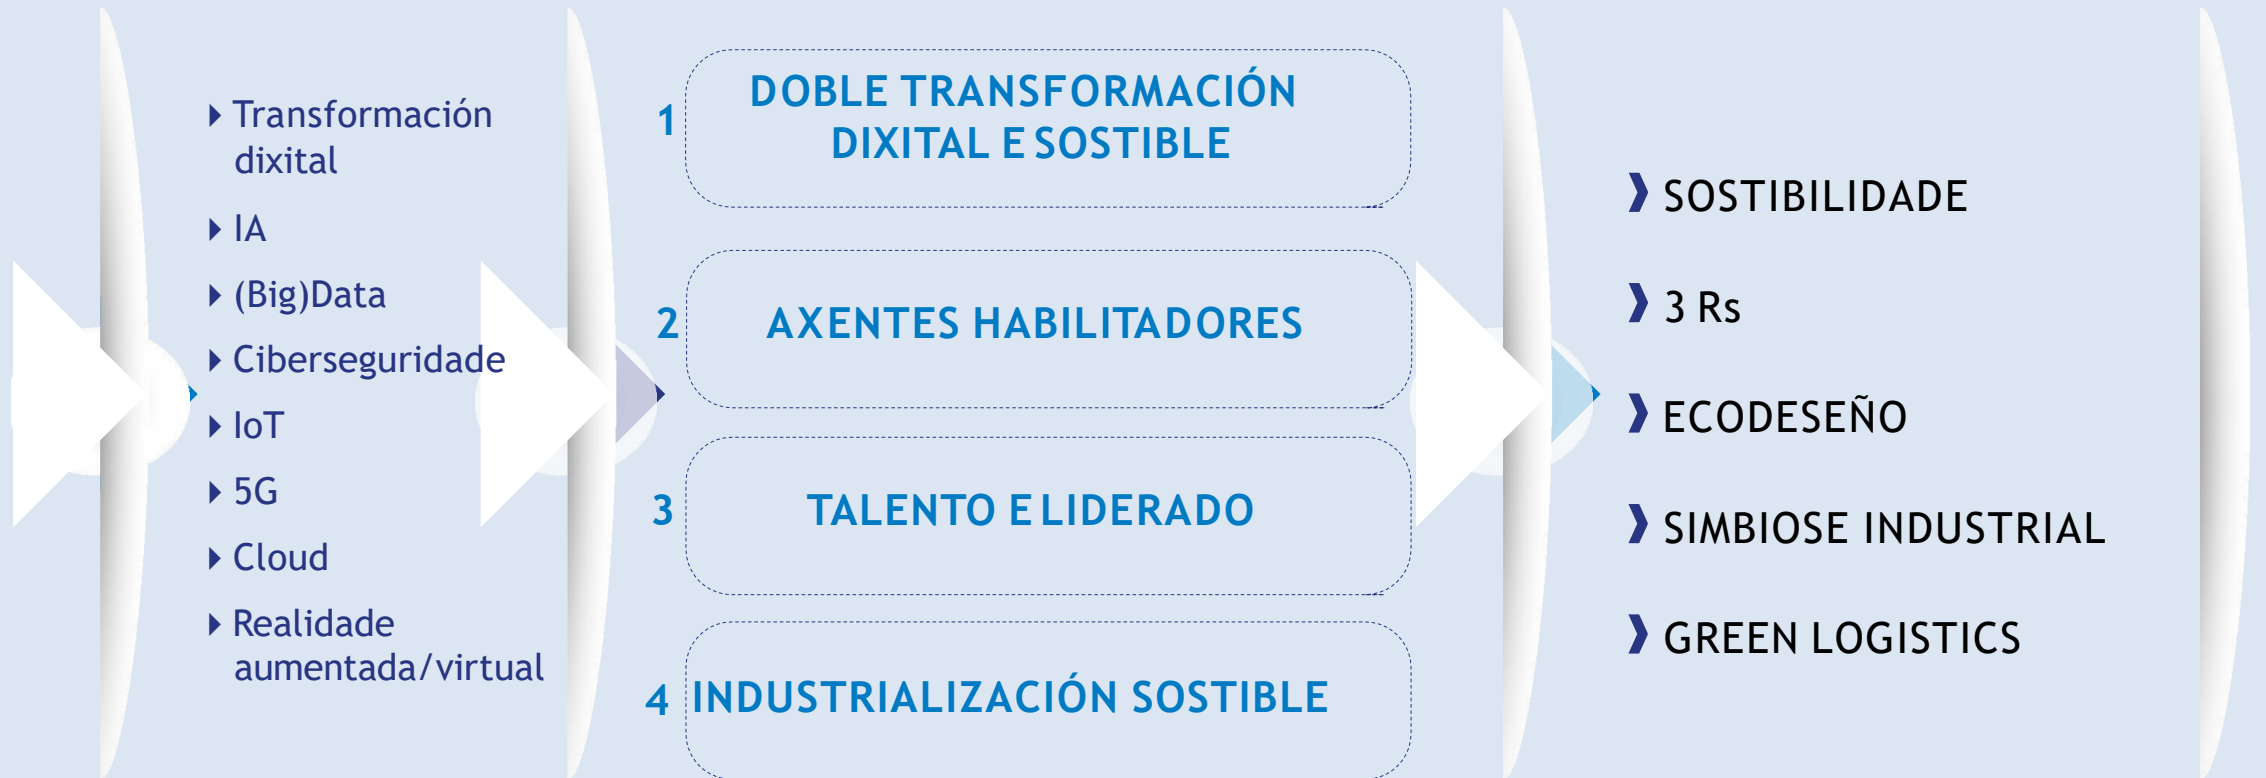 Transformación
dixital
IA
(Big)Data
Ciberseguridade
IoT
5G
Cloud
Realidade
aumentada/virtual
1
DOBLE TRANSFORMACIÓN
DIXITAL E SOSTIBLE
2
AXENTES HABILITADORES
3
TALENTO E LIDERADO
4
INDUSTRIALIZACIÓN SOSTIBLE
SOSTIBILIDADE
3 Rs
ECODESEÑO
SIMBIOSE INDUSTRIAL
GREEN LOGISTICS